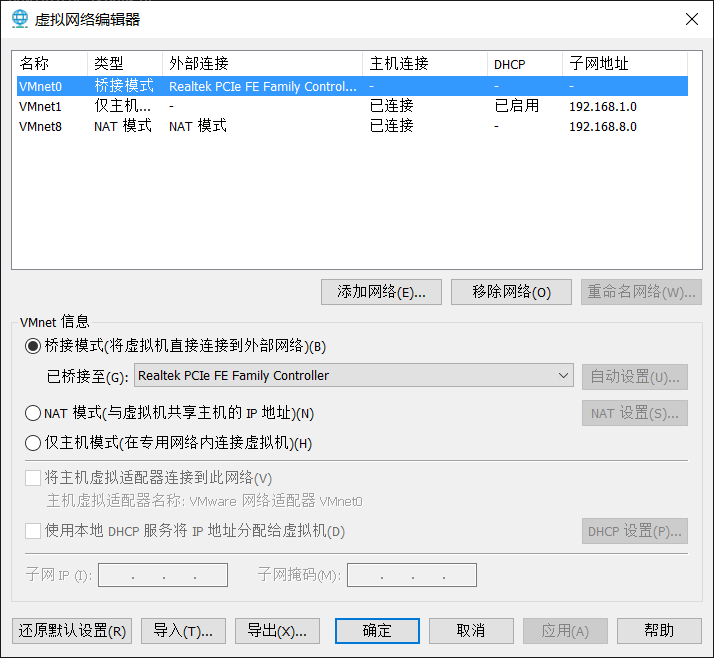 虚拟网络编辑器
名称 类型 外部连接 主机连接 DHCP 子网地址
VMnet0 桥接模式 Realtek PCIe FE Family Control... - - -
VMnet1 仅主机... - 已连接 已启用 192.168.1.0
VMnet8 NAT 模式 NAT 模式 已连接 - 192.168.8.0
添加网络(E)... 移除网络(O) 重命名网络(W)...
VMnet 信息
桥接模式(将虚拟机直接连接到外部网络)(B)
已桥接至(G): Realtek PCIe FE Family Controller 自动设置(U)...
NAT 模式(与虚拟机共享主机的 IP 地址)(N) NAT 设置(S)...
仅主机模式(在专用网络内连接虚拟机)(H)
将主机虚拟适配器连接到此网络(V)
主机虚拟适配器名称: VMware 网络适配器 VMnet0
使用本地 DHCP 服务将 IP 地址分配给虚拟机(D) DHCP 设置(P)...
子网 IP (I): . . . 子网掩码(M): . . .
还原默认设置(R) 导入(T)... 导出(X)... 确定 取消 应用(A) 帮助